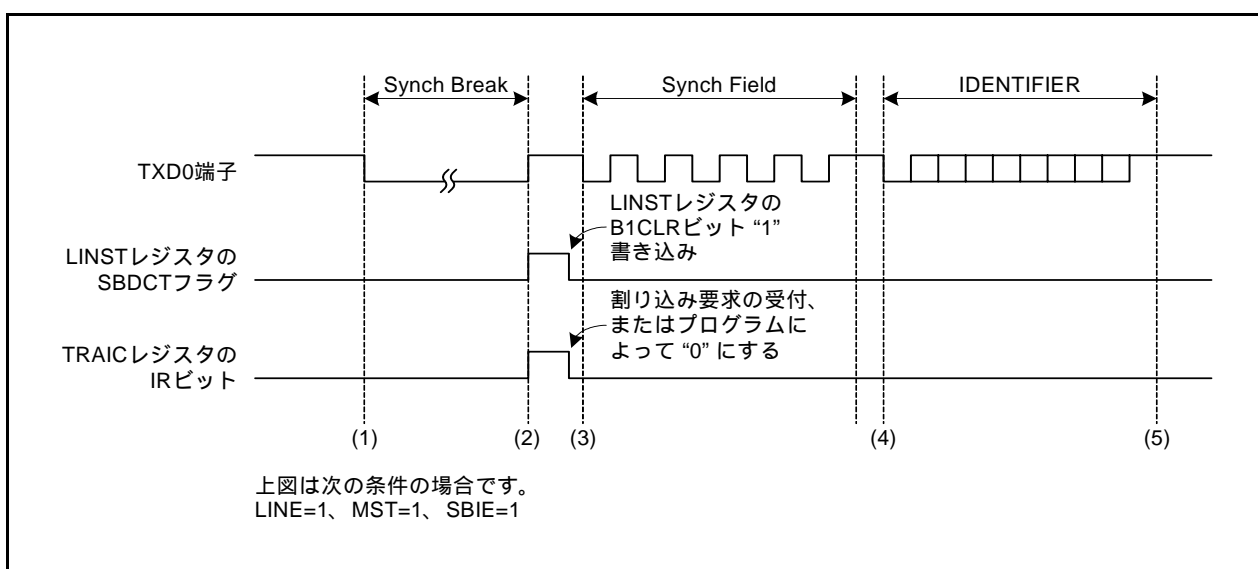 Synch Break
Synch Field
IDENTIFIER
TXD0端子
LINSTレジスタの
B1CLRビット “1”
書き込み
LINSTレジスタの
SBDCTフラグ
割り込み要求の受付、
またはプログラムに
よって “0” にする
TRAICレジスタの
IRビット
(1)
(2)
(3)
(4)
(5)
上図は次の条件の場合です。
LINE=1、MST=1、SBIE=1